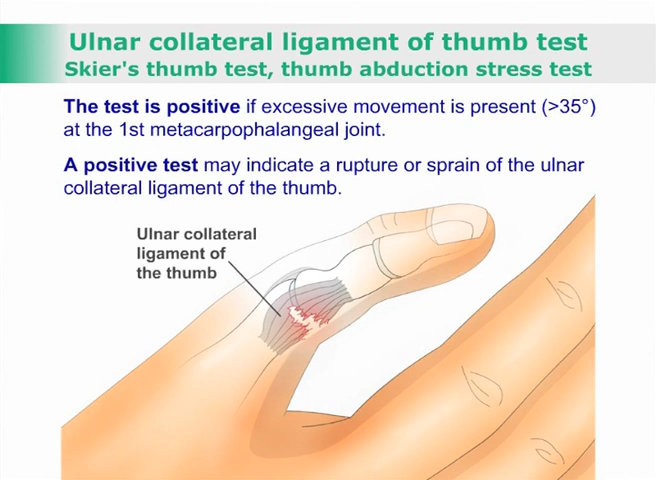 Ulnar collateral ligament of thumb test
Skier's thumb test, thumb abduction stress test
The test is positive if excessive movement is present (>35°)
at the 1st metacarpophalangeal joint.
A positive test may indicate a rupture or sprain of the ulnar
collateral ligament of the thumb.
Ulnar collateral
ligament of
the thumb